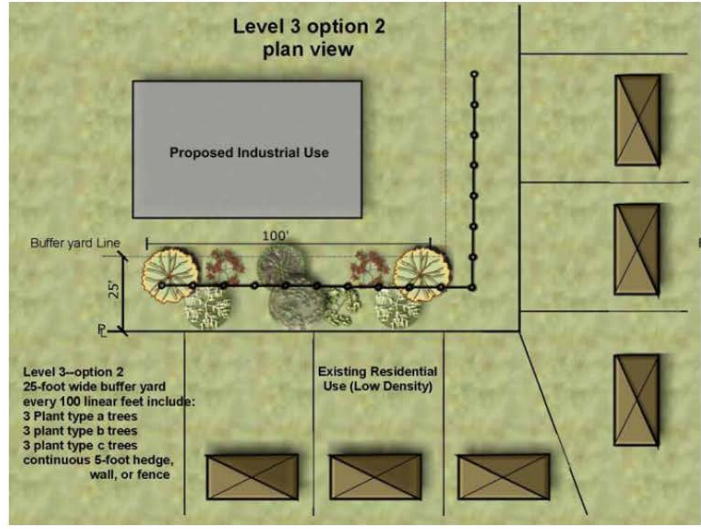 Level 3 option 2
plan view
Proposed Industrial Use
Buffer yard Line
100'
25'
PL
Level 3--option 2
25-foot wide buffer yard
every 100 linear feet include:
3 Plant type a trees
3 plant type b trees
3 plant type c trees
continuous 5-foot hedge,
wall, or fence
Existing Residential
Use (Low Density)